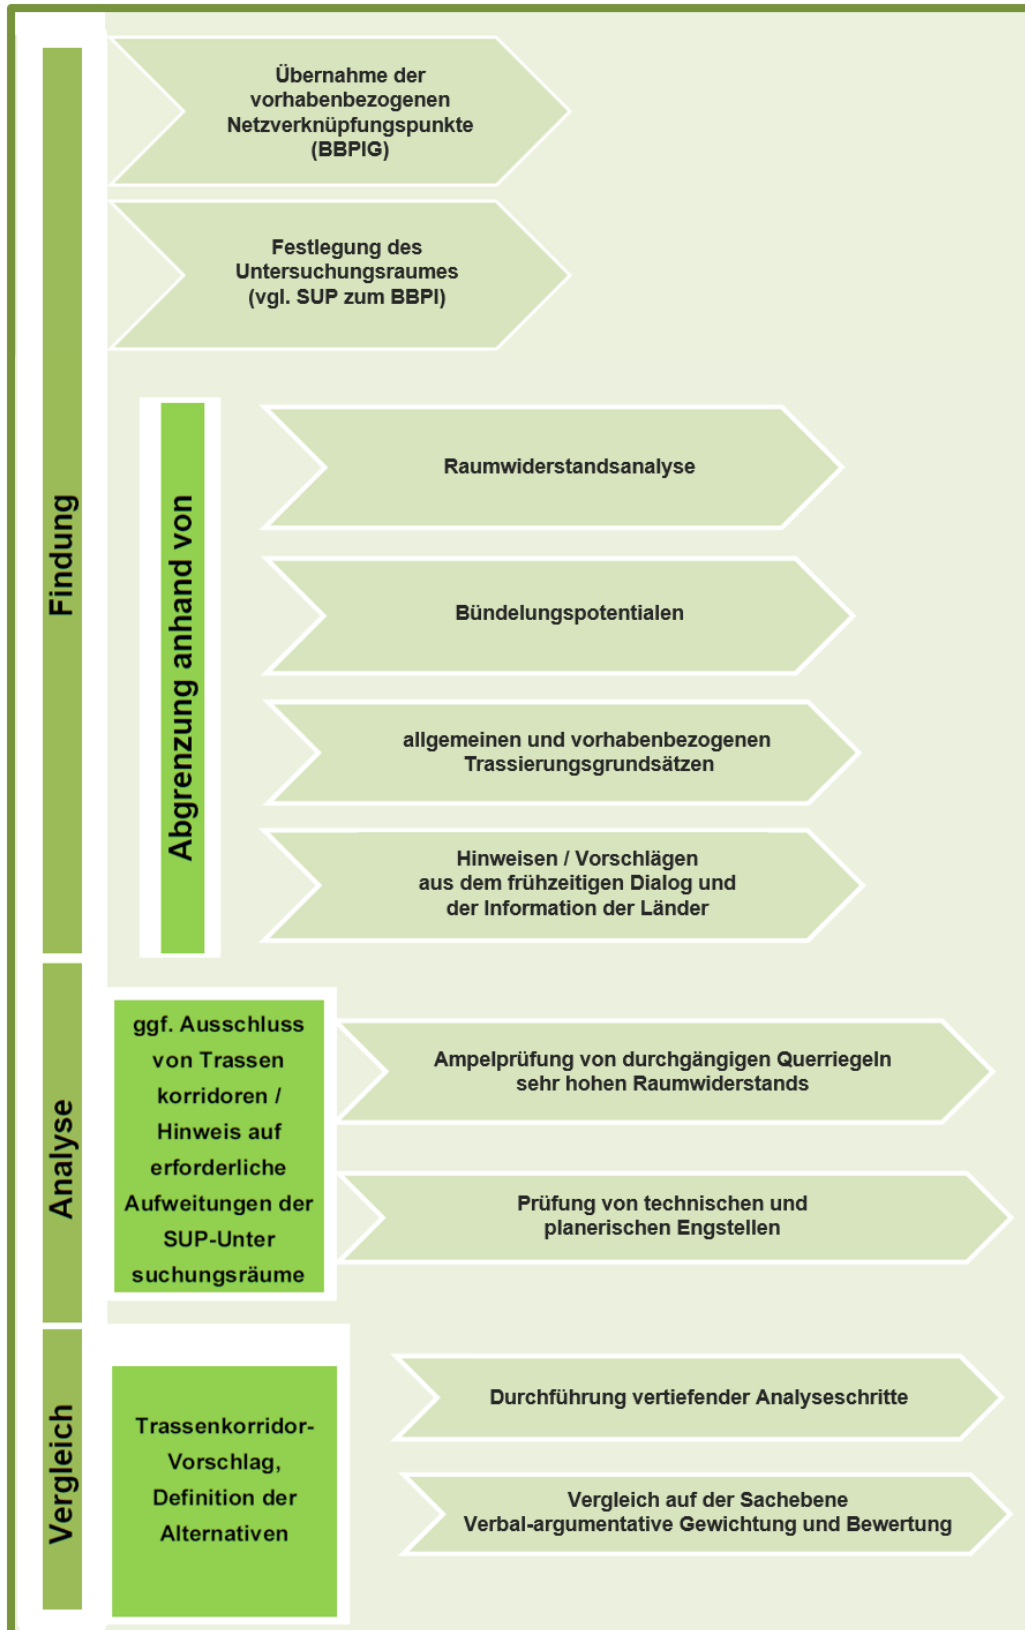 Findung
Übernahme der
vorhabenbezogenen
Netzverknüpfungspunkte
(BBPlG)
Festlegung des
Untersuchungsraumes
(vgl. SUP zum BBPl)
Abgrenzung anhand von
Raumwiderstandsanalyse
Bündelungspotentialen
allgemeinen und vorhabenbezogenen
Trassierungsgrundsätzen
Hinweisen / Vorschlägen
aus dem frühzeitigen Dialog und
der Information der Länder
Analyse
ggf. Ausschluss
von Trassen
korridoren /
Hinweis auf
erforderliche
Aufweitungen der
SUP-Unter
suchungsräume
Ampelprüfung von durchgängigen Querriegeln
sehr hohen Raumwiderstands
Prüfung von technischen und
planerischen Engstellen
Vergleich
Trassenkorridor-
Vorschlag,
Definition der
Alternativen
Durchführung vertiefender Analyseschritte
Vergleich auf der Sachebene
Verbal-argumentative Gewichtung und Bewertung